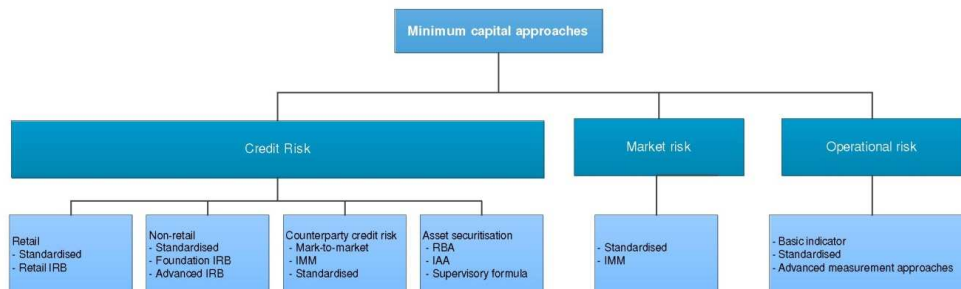 Minimum capital approaches
Credit Risk
Market risk
Operational risk
Retail
- Standardised
- Retail IRB
Non-retail
- Standardised
- Foundation IRB
- Advanced IRB
Counterparty credit risk
- Mark-to-market
- IMM
- Standardised
Asset securitisation
- RBA
- IAA
- Supervisory formula
- Standardised
- IMM
- Basic indicator
- Standardised
- Advanced measurement approaches